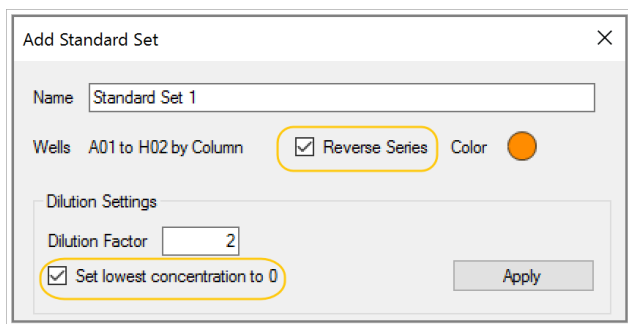 Add Standard Set
Name Standard Set 1
Wells A01 to H02 by Column Reverse Series Color
Dilution Settings
Dilution Factor 2
Set lowest concentration to 0 Apply